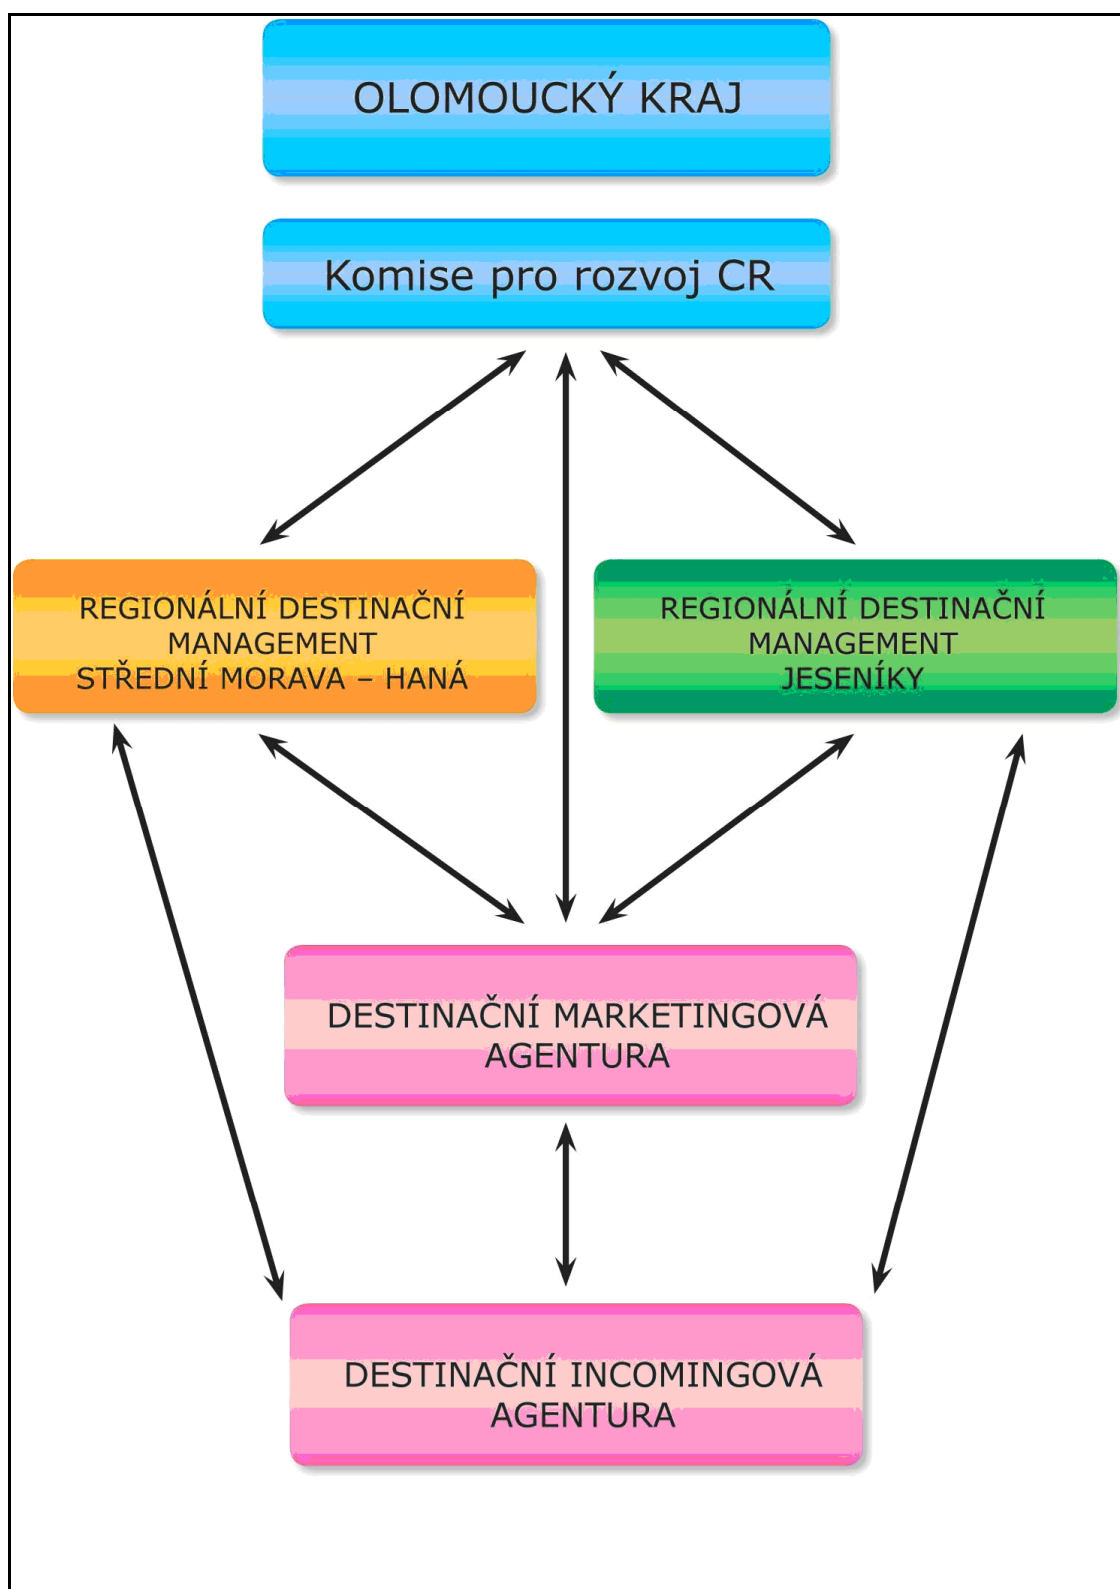 OLOMOUCKÝ KRAJ
Komise pro rozvoj CR
REGIONÁLNÍ DESTINAČNÍ
MANAGEMENT
STŘEDNÍ MORAVA – HANÁ
REGIONÁLNÍ DESTINAČNÍ
MANAGEMENT
JESENÍKY
DESTINAČNÍ MARKETINGOVÁ
AGENTURA
DESTINAČNÍ INCOMINGOVÁ
AGENTURA